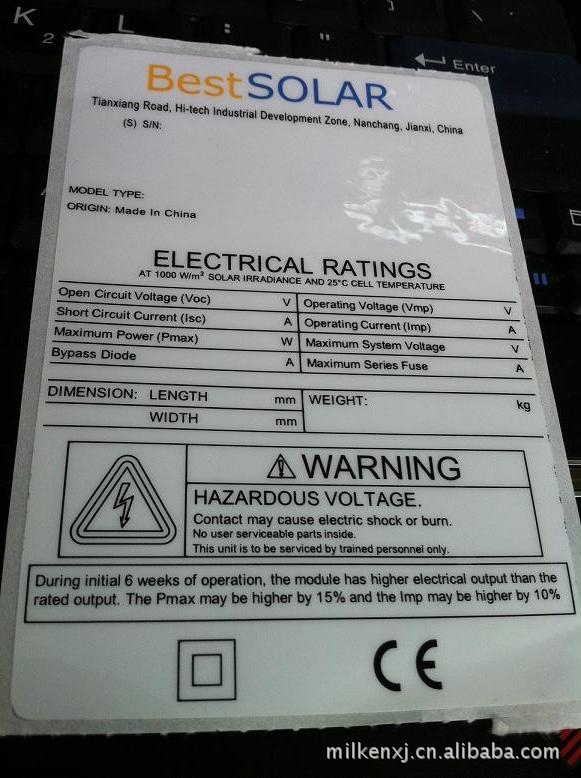 K
L
:
"
2
Enter
BestSOLAR
Tianxiang Road, Hi-tech Industrial Development Zone, Nanchang, Jianxi, China
(S) S/N:
MODEL TYPE:
ORIGIN: Made In China
ELECTRICAL RATINGS
AT 1000 W/m² SOLAR IRRADIANCE AND 25°C CELL TEMPERATURE
Open Circuit Voltage (Voc) V Operating Voltage (Vmp) V
Short Circuit Current (Isc) A Operating Current (Imp) A
Maximum Power (Pmax) W Maximum System Voltage V
Bypass Diode A Maximum Series Fuse A
DIMENSION: LENGTH mm WEIGHT: kg
WIDTH mm
WARNING
HAZARDOUS VOLTAGE.
Contact may cause electric shock or burn.
No user serviceable parts inside.
This unit is to be serviced by trained personnel only.
During initial 6 weeks of operation, the module has higher electrical output than the
rated output. The Pmax may be higher by 15% and the Imp may be higher by 10%
CE
milkenxj.cn.alibaba.com